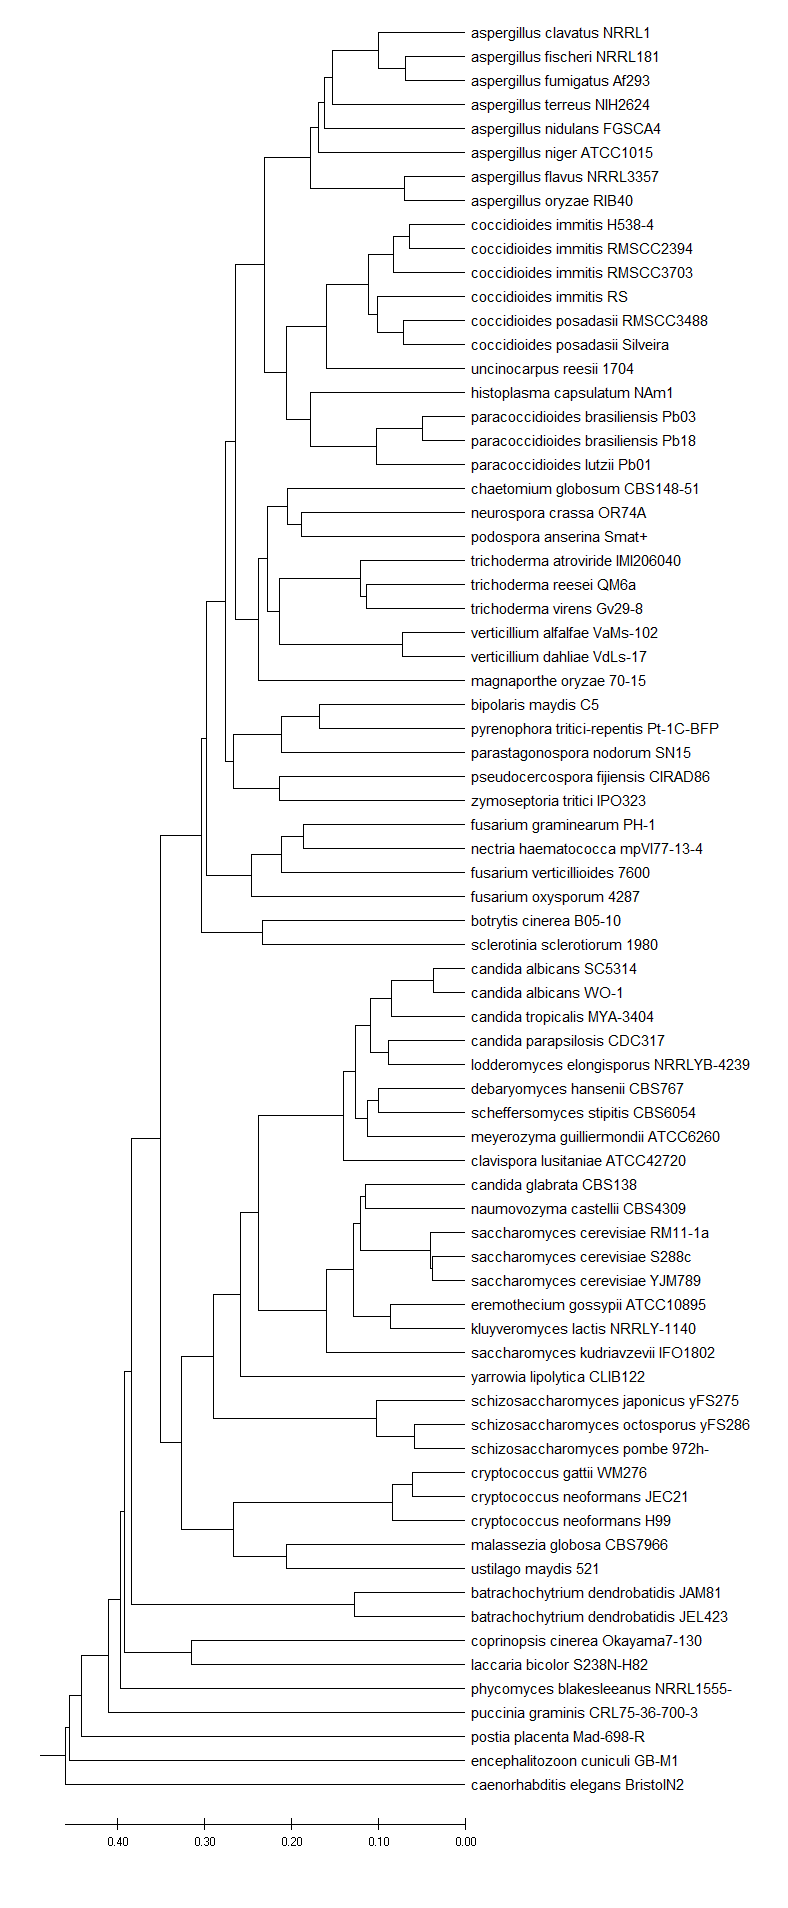 aspergillus clavatus NRRL1
aspergillus fischeri NRRL181
aspergillus fumigatus Af293
aspergillus terreus NIH2624
aspergillus nidulans FGSCA4
aspergillus niger ATCC1015
aspergillus flavus NRRL3357
aspergillus oryzae RIB40
coccidioides immitis H538-4
coccidioides immitis RMSCC2394
coccidioides immitis RMSCC3703
coccidioides immitis RS
coccidioides posadasii RMSCC3488
coccidioides posadasii Silveira
uncinocarpus reesii 1704
histoplasma capsulatum NAm1
paracoccidioides brasiliensis Pb03
paracoccidioides brasiliensis Pb18
paracoccidioides lutzii Pb01
chaetomium globosum CBS148-51
neurospora crassa OR74A
podospora anserina Smat+
trichoderma atroviride IMI206040
trichoderma reesei QM6a
trichoderma virens Gv29-8
verticillium alfalfae VaMs-102
verticillium dahliae VdLs-17
magnaporthe oryzae 70-15
bipolaris maydis C5
pyrenophora tritici-repentis Pt-1C-BFP
parastagonospora nodorum SN15
pseudocercospora fijiensis CIRAD86
zymoseptoria tritici IPO323
fusarium graminearum PH-1
nectria haematococca mpVI77-13-4
fusarium verticillioides 7600
fusarium oxysporum 4287
botrytis cinerea B05-10
sclerotinia sclerotiorum 1980
candida albicans SC5314
candida albicans WO-1
candida tropicalis MYA-3404
candida parapsilosis CDC317
lodderomyces elongisporus NRRLYB-4239
debaryomyces hansenii CBS767
scheffersomyces stipitis CBS6054
meyerozyma guilliermondii ATCC6260
clavispora lusitaniae ATCC42720
candida glabrata CBS138
naumovozyma castellii CBS4309
saccharomyces cerevisiae RM11-1a
saccharomyces cerevisiae S288c
saccharomyces cerevisiae YJM789
eremothecium gossypii ATCC10895
kluyveromyces lactis NRRLY-1140
saccharomyces kudriavzevii IFO1802
yarrowia lipolytica CLIB122
schizosaccharomyces japonicus yFS275
schizosaccharomyces octosporus yFS286
schizosaccharomyces pombe 972h-
cryptococcus gattii WM276
cryptococcus neoformans JEC21
cryptococcus neoformans H99
malassezia globosa CBS7966
ustilago maydis 521
batrachochytrium dendrobatidis JAM81
batrachochytrium dendrobatidis JEL423
coprinopsis cinerea Okayama7-130
laccaria bicolor S238N-H82
phycomyces blakesleeanus NRRL1555-
puccinia graminis CRL75-36-700-3
postia placenta Mad-698-R
encephalitozoon cuniculi GB-M1
caenorhabditis elegans BristolN2
0.40 0.30 0.20 0.10 0.00